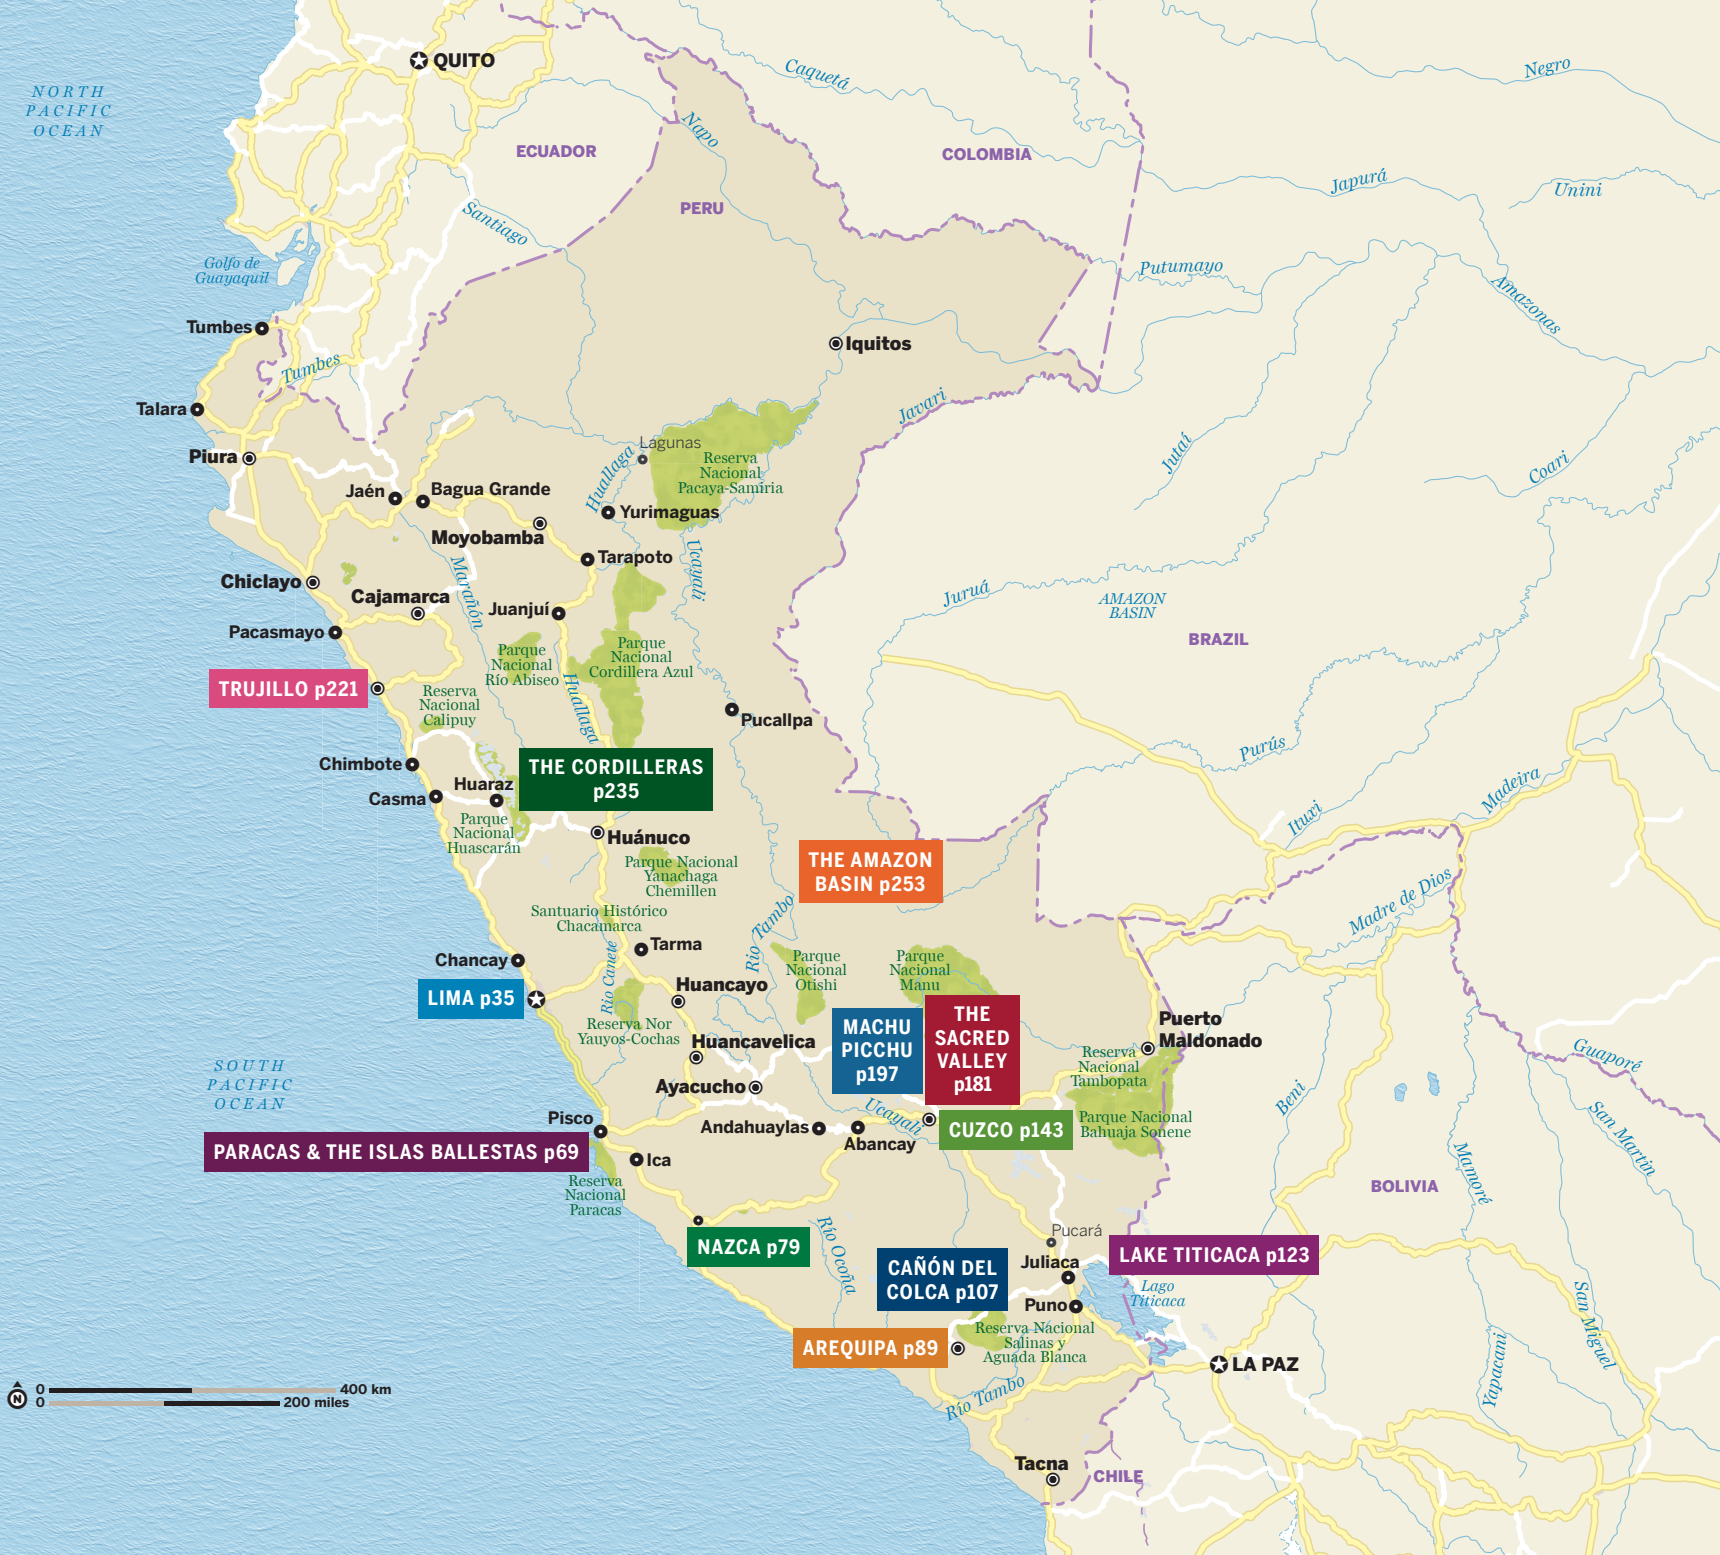 QUITO
NORTH
PACIFIC
OCEAN
Caquetá
Negro
Napo
ECUADOR
COLOMBIA
Japurá
Unini
PERU
Santiago
Golfo de
Guayaquil
Putumayo
Amazonas
Tumbes
Iquitos
Tumbes
Talara
Javari
Lagunas
Piura
Reserva
Nacional
Pacaya-Samiria
Huallaga
Jutaí
Coari
Jaén
Bagua Grande
Yurimaguas
Moyobamba
Tarapoto
Ucayali
Marañón
Chiclayo
Cajamarca
Juanjuí
Juruá
AMAZON
BASIN
Pacasmayo
BRAZIL
Parque
Nacional
Río Abiseo
Parque
Nacional
Cordillera Azul
TRUJILLO p221
Reserva
Nacional
Calipuy
Huallaga
Pucallpa
Purús
Chimbote
THE CORDILLERAS
p235
Huaraz
Casma
Madeira
Ituxi
Parque
Nacional
Huascarán
Huánuco
THE AMAZON
BASIN p253
Parque Nacional
Yanachaga
Chemillen
Madre de Dios
Santuario Histórico
Chacamarca
Rio Tambo
Tarma
Chancay
Rio Canete
Parque
Nacional
Otishi
Parque
Nacional
Manu
LIMA p35
Huancayo
Reserva Nor
Yauyos-Cochas
MACHU
PICCHU
p197
THE
SACRED
VALLEY
p181
Puerto
Maldonado
Huancavelica
Reserva
Nacional
Tambopata
Guaporé
SOUTH
PACIFIC
OCEAN
Ayacucho
Beni
Ucayali
Pisco
Andahuaylas
Abancay
CUZCO p143
Parque Nacional
Bahuaja Sonene
San Martin
PARACAS & THE ISLAS BALLESTAS p69
Ica
Mamoré
BOLIVIA
Reserva
Nacional
Paracas
NAZCA p79
Río Ocoña
Pucará
CAÑÓN DEL
COLCA p107
Juliaca
LAKE TITICACA p123
Lago
Titicaca
Puno
San Miguel
AREQUIPA p89
Reserva Nacional
Salinas y
Aguada Blanca
Yapacani
LA PAZ
N
0 400 km
0 200 miles
Río Tambo
Tacna
CHILE